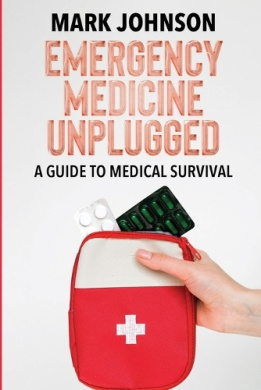 MARK JOHNSON
EMERGENCY
MEDICINE
UNPLUGGED
A GUIDE TO MEDICAL SURVIVAL